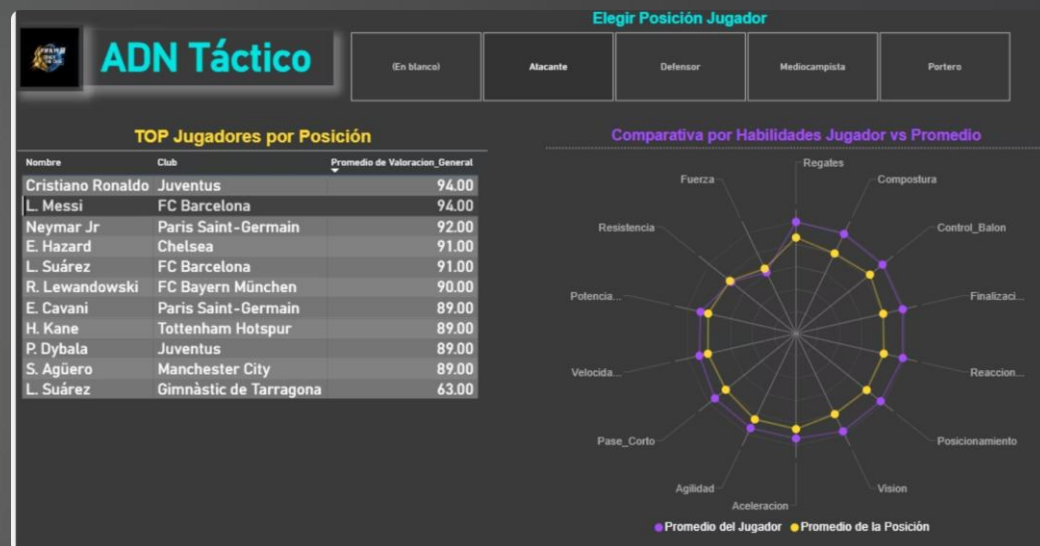 Elegir Posición Jugador
ADN Táctico
(En blanco)
Atacante
Defensor
Mediocampista
Portero
TOP Jugadores por Posición
Nombre Club Promedio de Valoracion_General
Cristiano Ronaldo Juventus 94.00
L. Messi FC Barcelona 94.00
Neymar Jr Paris Saint-Germain 92.00
E. Hazard Chelsea 91.00
L. Suárez FC Barcelona 91.00
R. Lewandowski FC Bayern München 90.00
E. Cavani Paris Saint-Germain 89.00
H. Kane Tottenham Hotspur 89.00
P. Dybala Juventus 89.00
S. Agüero Manchester City 89.00
L. Suárez Gimnàstic de Tarragona 63.00
Comparativa por Habilidades Jugador vs Promedio
Regates
Compostura
Control_Balon
Finalizaci...
Reaccion...
Posicionamiento
Vision
Aceleracion
Agilidad
Pase_Corto
Velocida...
Potencia...
Resistencia
Fuerza
Promedio del Jugador
Promedio de la Posición